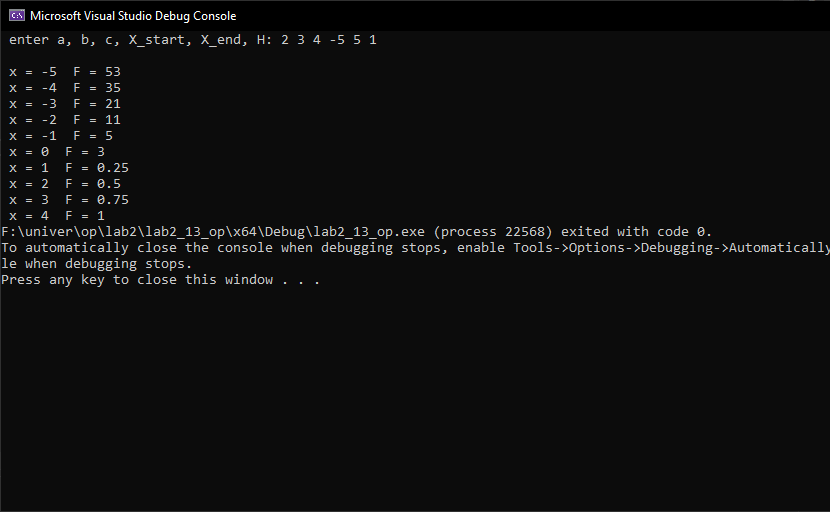 Microsoft Visual Studio Debug Console
enter a, b, c, X_start, X_end, H: 2 3 4 -5 5 1
x = -5  F = 53
x = -4  F = 35
x = -3  F = 21
x = -2  F = 11
x = -1  F = 5
x = 0  F = 3
x = 1  F = 0.25
x = 2  F = 0.5
x = 3  F = 0.75
x = 4  F = 1
F:\univer\op\lab2\lab2_13_op\x64\Debug\lab2_13_op.exe (process 22568) exited with code 0.
To automatically close the console when debugging stops, enable Tools->Options->Debugging->Automatically
le when debugging stops.
Press any key to close this window . . .